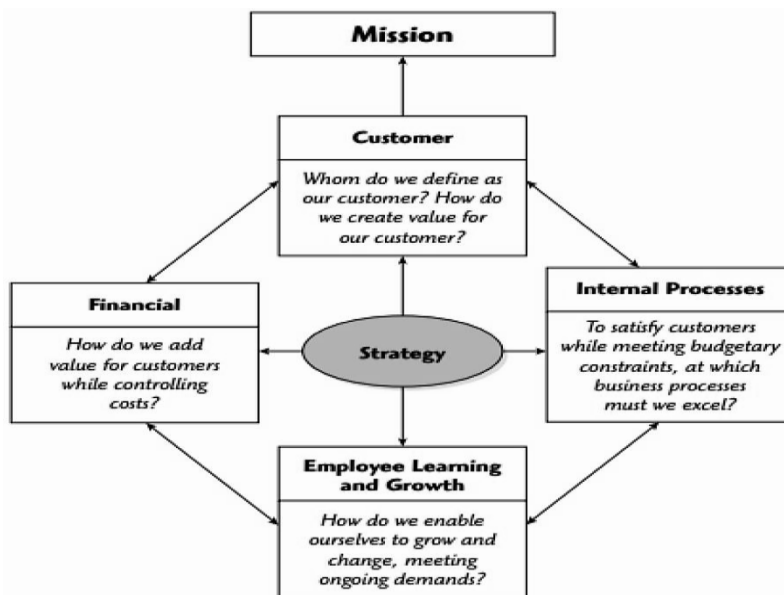 Mission
Customer
Whom do we define as
our customer? How do
we create value for
our customer?
Financial
How do we add
value for customers
while controlling
costs?
Strategy
Internal Processes
To satisfy customers
while meeting budgetary
constraints, at which
business processes
must we excel?
Employee Learning
and Growth
How do we enable
ourselves to grow and
change, meeting
ongoing demands?